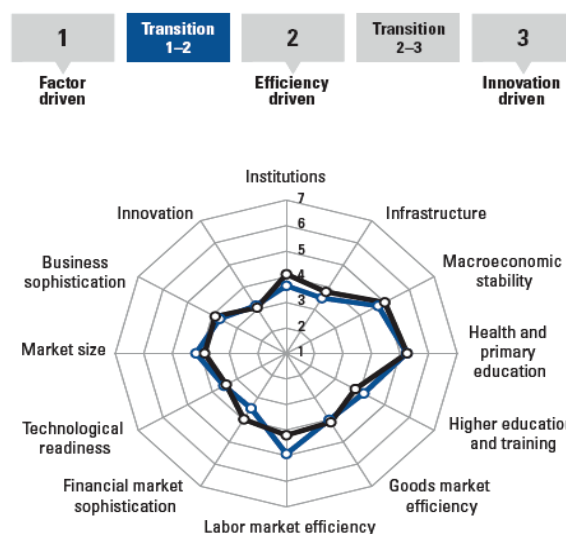 1
Transition
1–2
2
Transition
2–3
3
Factor
driven
Efficiency
driven
Innovation
driven
Institutions
7
6
5
4
3
2
1
Innovation
Infrastructure
Business
sophistication
Macroeconomic
stability
Market size
Health and
primary
education
Technological
readiness
Higher education
and training
Financial market
sophistication
Goods market
efficiency
Labor market efficiency